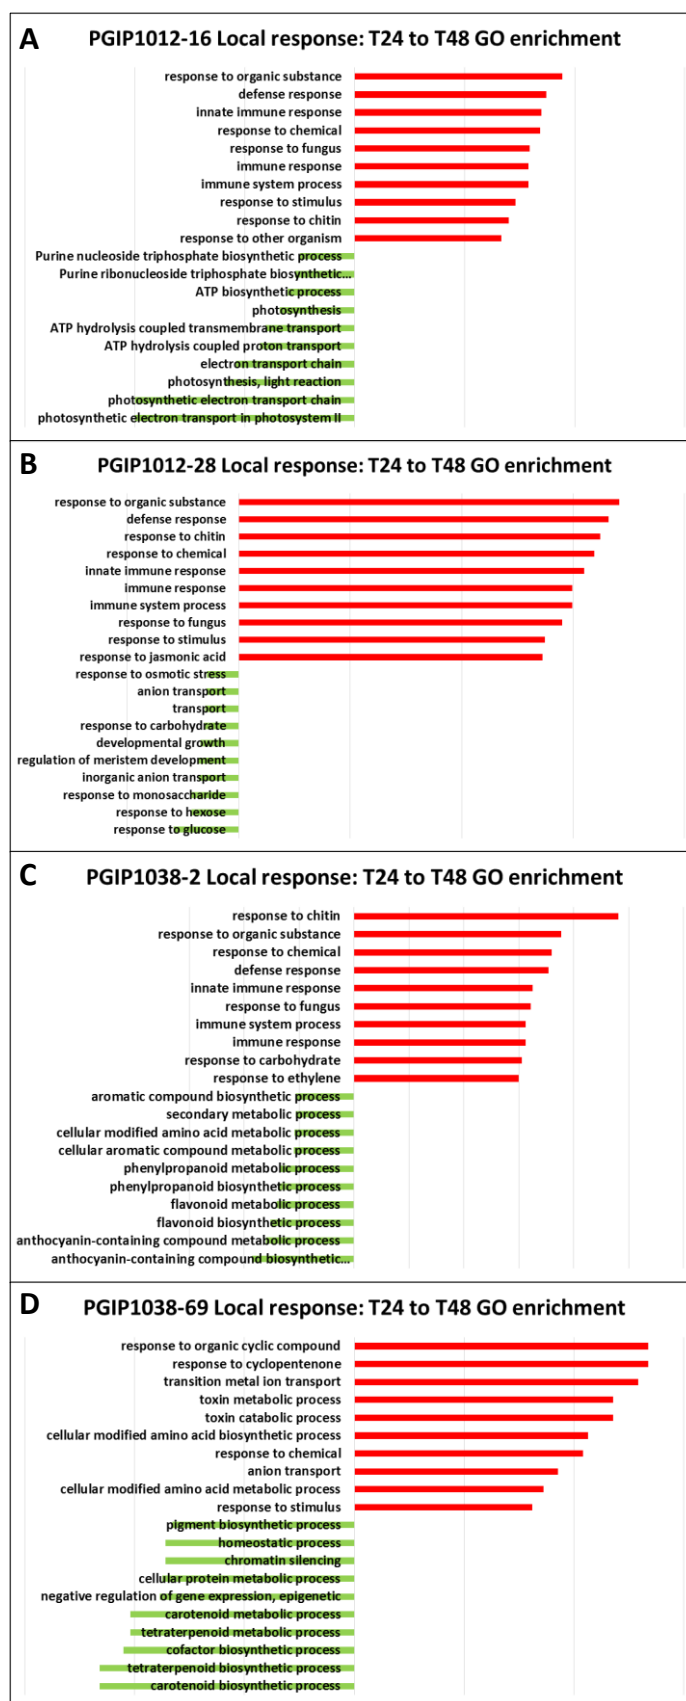 A
PGIP1012-16 Local response: T24 to T48 GO enrichment
response to organic substance
defense response
innate immune response
response to chemical
response to fungus
immune response
immune system process
response to stimulus
response to chitin
response to other organism
Purine nucleoside triphosphate biosynthetic process
Purine ribonucleoside triphosphate biosynthetic…
ATP biosynthetic process
photosynthesis
ATP hydrolysis coupled transmembrane transport
ATP hydrolysis coupled proton transport
electron transport chain
photosynthesis, light reaction
photosynthetic electron transport chain
photosynthetic electron transport in photosystem II
B
PGIP1012-28 Local response: T24 to T48 GO enrichment
response to organic substance
defense response
response to chitin
response to chemical
innate immune response
immune response
immune system process
response to fungus
response to stimulus
response to jasmonic acid
response to osmotic stress
anion transport
transport
response to carbohydrate
developmental growth
regulation of meristem development
inorganic anion transport
response to monosaccharide
response to hexose
response to glucose
C
PGIP1038-2 Local response: T24 to T48 GO enrichment
response to chitin
response to organic substance
response to chemical
defense response
innate immune response
response to fungus
immune system process
immune response
response to carbohydrate
response to ethylene
aromatic compound biosynthetic process
secondary metabolic process
cellular modified amino acid metabolic process
cellular aromatic compound metabolic process
phenylpropanoid metabolic process
phenylpropanoid biosynthetic process
flavonoid metabolic process
flavonoid biosynthetic process
anthocyanin-containing compound metabolic process
anthocyanin-containing compound biosynthetic…
D
PGIP1038-69 Local response: T24 to T48 GO enrichment
response to organic cyclic compound
response to cyclopentenone
transition metal ion transport
toxin metabolic process
toxin catabolic process
cellular modified amino acid biosynthetic process
response to chemical
anion transport
cellular modified amino acid metabolic process
response to stimulus
pigment biosynthetic process
homeostatic process
chromatin silencing
cellular protein metabolic process
negative regulation of gene expression, epigenetic
carotenoid metabolic process
tetraterpenoid metabolic process
cofactor biosynthetic process
tetraterpenoid biosynthetic process
carotenoid biosynthetic process